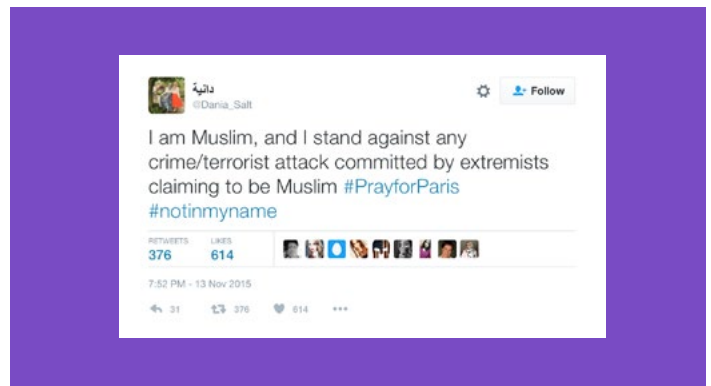 دانية
@Dania_Salt
Follow
I am Muslim, and I stand against any
crime/terrorist attack committed by extremists
claiming to be Muslim #PrayforParis
#notinmyname
RETWEETS LIKES
376 614
7:52 PM - 13 Nov 2015
31 376 614